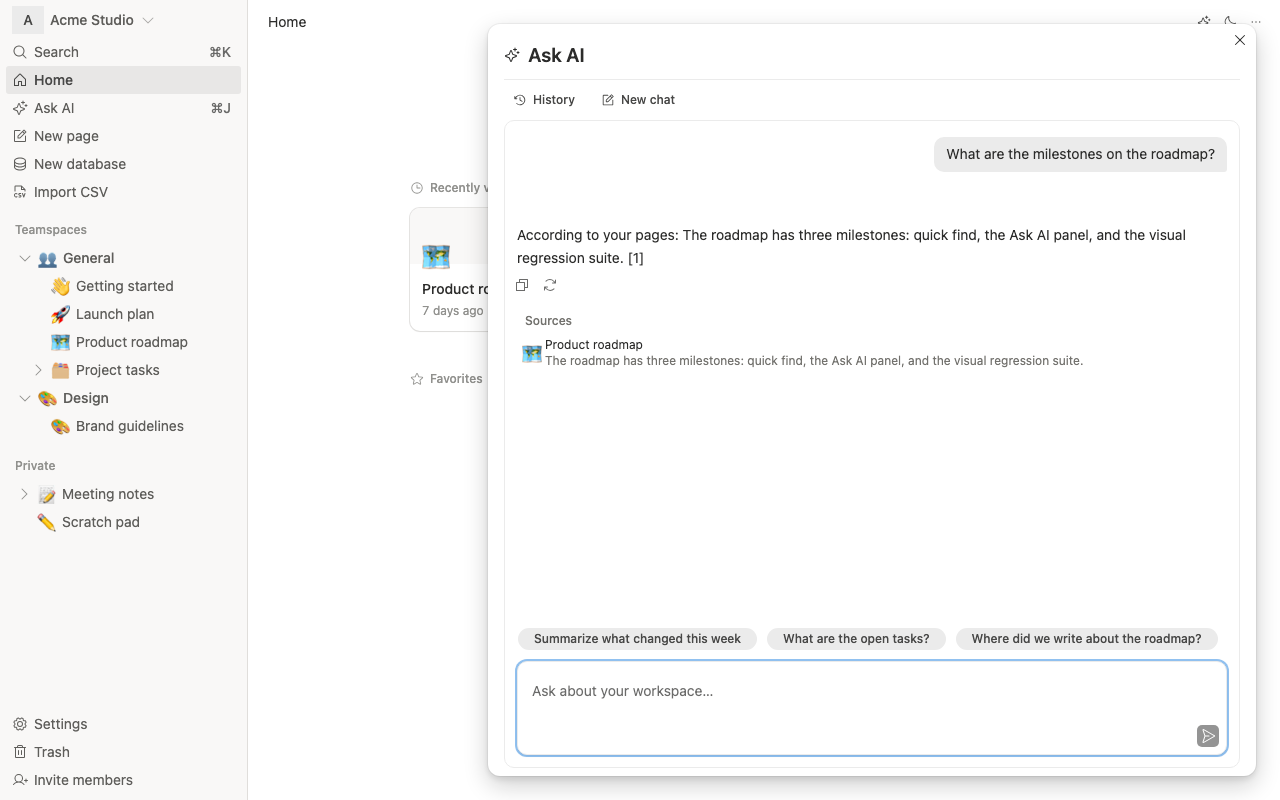 A Acme Studio
Search ⌘K
Home
Ask AI ⌘J
New page
New database
Import CSV
Teamspaces
General
Getting started
Launch plan
Product roadmap
Project tasks
Design
Brand guidelines
Private
Meeting notes
Scratch pad
Settings
Trash
Invite members
Home
Recently v
Product ro
7 days ago
Favorites
Ask AI
History New chat
What are the milestones on the roadmap?
According to your pages: The roadmap has three milestones: quick find, the Ask AI panel, and the visual
regression suite. [1]
Sources
Product roadmap
The roadmap has three milestones: quick find, the Ask AI panel, and the visual regression suite.
Summarize what changed this week What are the open tasks? Where did we write about the roadmap?
Ask about your workspace…